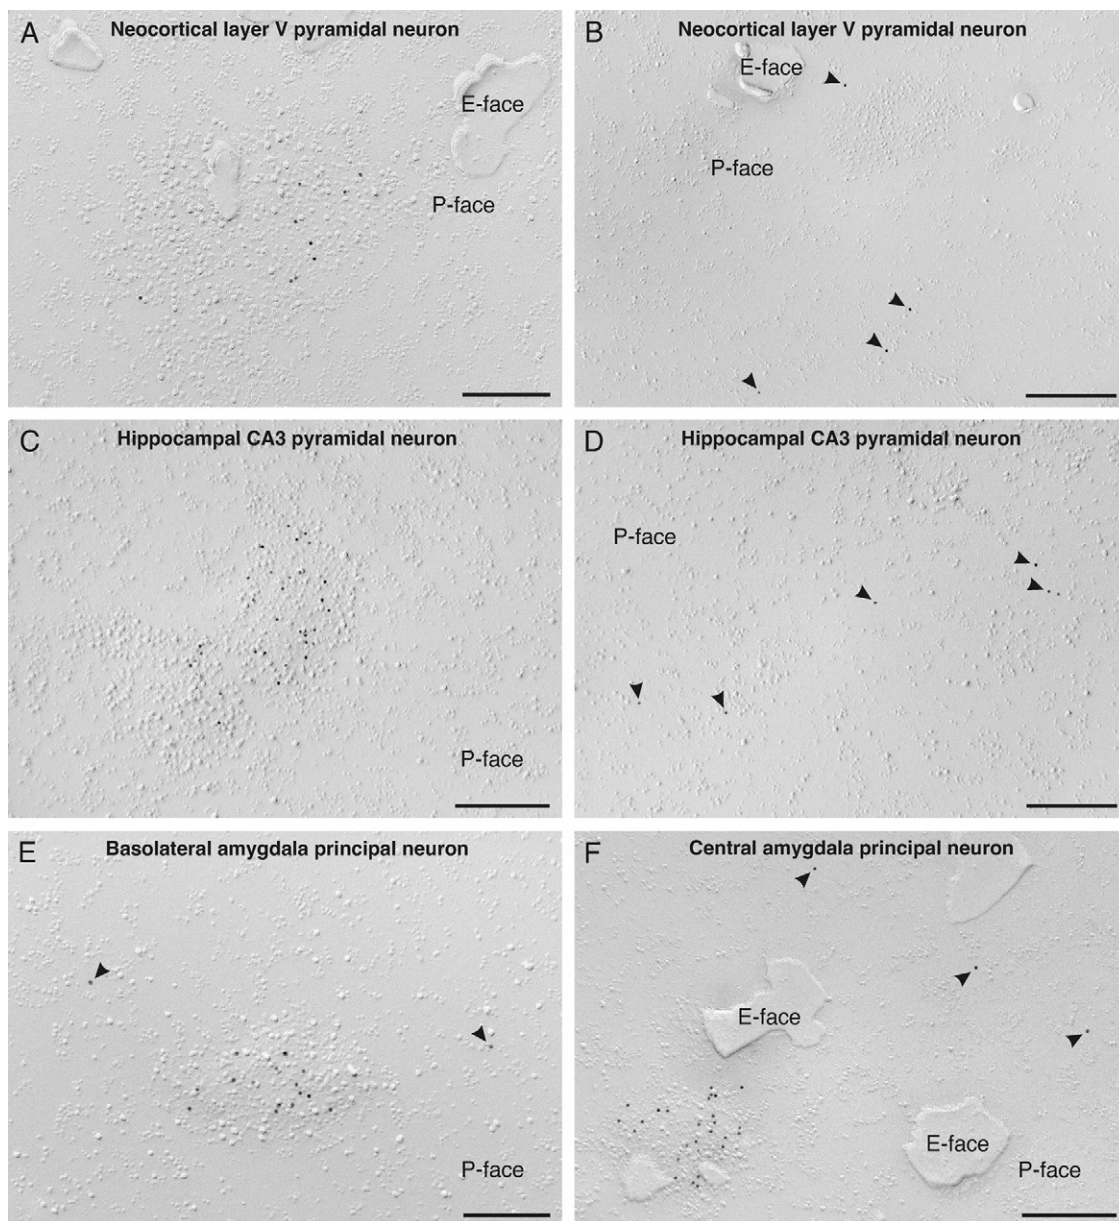 A Neocortical layer V pyramidal neuron
E-face
P-face
B Neocortical layer V pyramidal neuron
E-face
P-face
C Hippocampal CA3 pyramidal neuron
P-face
D Hippocampal CA3 pyramidal neuron
P-face
E Basolateral amygdala principal neuron
P-face
F Central amygdala principal neuron
E-face
E-face
P-face